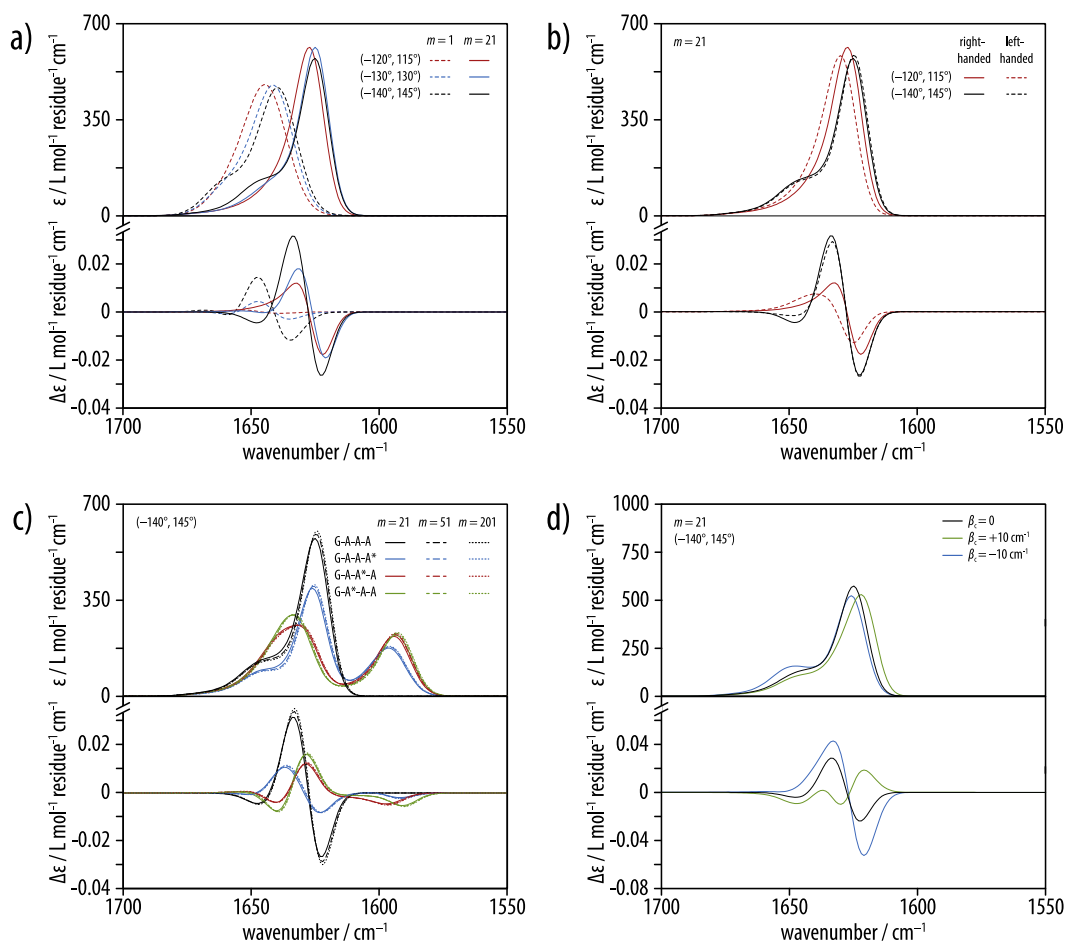 a)
700
350
0
ε / L mol⁻¹ residue⁻¹ cm⁻¹
m = 1 m = 21
(−120°, 115°)
(−130°, 130°)
(−140°, 145°)
0.02
0
-0.04
Δε / L mol⁻¹ residue⁻¹ cm⁻¹
1700 1650 1600 1550
wavenumber / cm⁻¹
b)
700
350
0
ε / L mol⁻¹ residue⁻¹ cm⁻¹
m = 21
right- left-
handed handed
(−120°, 115°)
(−140°, 145°)
0.02
0
-0.04
Δε / L mol⁻¹ residue⁻¹ cm⁻¹
1700 1650 1600 1550
wavenumber / cm⁻¹
c)
700
350
0
ε / L mol⁻¹ residue⁻¹ cm⁻¹
(−140°, 145°)
m = 21 m = 51 m = 201
G-A-A-A
G-A-A-A*
G-A-A*-A
G-A*-A-A
0.02
0
-0.04
Δε / L mol⁻¹ residue⁻¹ cm⁻¹
1700 1650 1600 1550
wavenumber / cm⁻¹
d)
1000
750
500
250
0
ε / L mol⁻¹ residue⁻¹ cm⁻¹
m = 21
(−140°, 145°)
βc = 0
βc = +10 cm⁻¹
βc = −10 cm⁻¹
0.04
0
-0.04
-0.08
Δε / L mol⁻¹ residue⁻¹ cm⁻¹
1700 1650 1600 1550
wavenumber / cm⁻¹